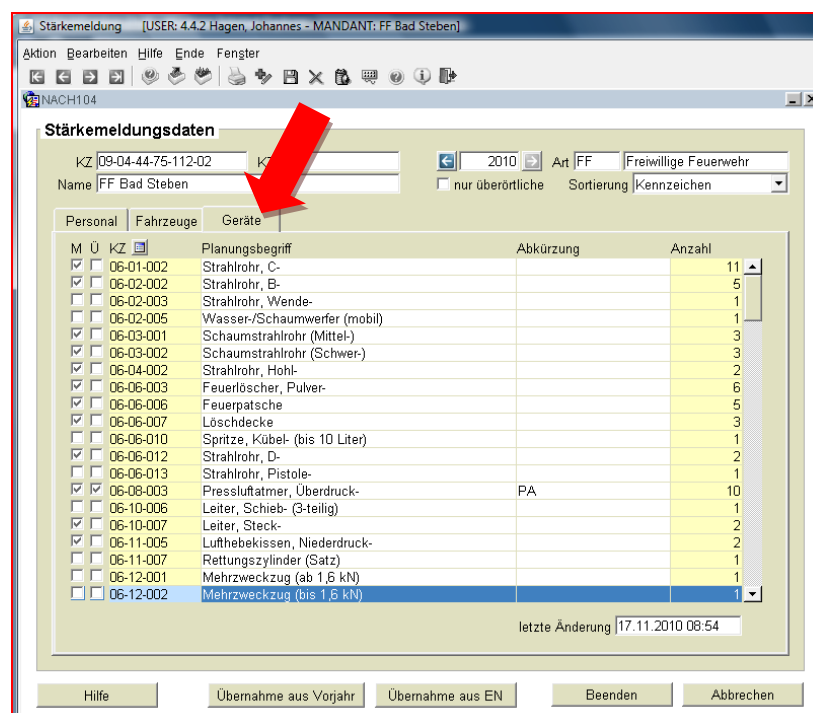 Stärkemeldung [USER: 4.4.2 Hagen, Johannes - MANDANT: FF Bad Steben]
Aktion Bearbeiten Hilfe Ende Fenster
NACH104
Stärkemeldungsdaten
KZ 09-04-44-75-112-02 2010 Art FF Freiwillige Feuerwehr
Name FF Bad Steben nur überörtliche Sortierung Kennzeichen
Personal Fahrzeuge Geräte
M Ü KZ Planungsbegriff Abkürzung Anzahl
06-01-002 Strahlrohr, C- 11
06-02-002 Strahlrohr, B- 5
06-02-003 Strahlrohr, Wende- 1
06-02-005 Wasser-/Schaumwerfer (mobil) 1
06-03-001 Schaumstrahlrohr (Mittel-) 3
06-03-002 Schaumstrahlrohr (Schwer-) 3
06-04-002 Strahlrohr, Hohl- 2
06-06-003 Feuerlöscher, Pulver- 6
06-06-006 Feuerpatsche 5
06-06-007 Löschdecke 3
06-06-010 Spritze, Kübel- (bis 10 Liter) 1
06-06-012 Strahlrohr, D- 2
06-06-013 Strahlrohr, Pistole- 1
06-08-003 Pressluftatmer, Überdruck- PA 10
06-10-006 Leiter, Schieb- (3-teilig) 1
06-10-007 Leiter, Steck- 2
06-11-005 Lufthebekissen, Niederdruck- 2
06-11-007 Rettungszylinder (Satz) 1
06-12-001 Mehrzweckzug (ab 1,6 kN) 1
06-12-002 Mehrzweckzug (bis 1,6 kN) 1
letzte Änderung 17.11.2010 08:54
Hilfe Übernahme aus Vorjahr Übernahme aus EN Beenden Abbrechen